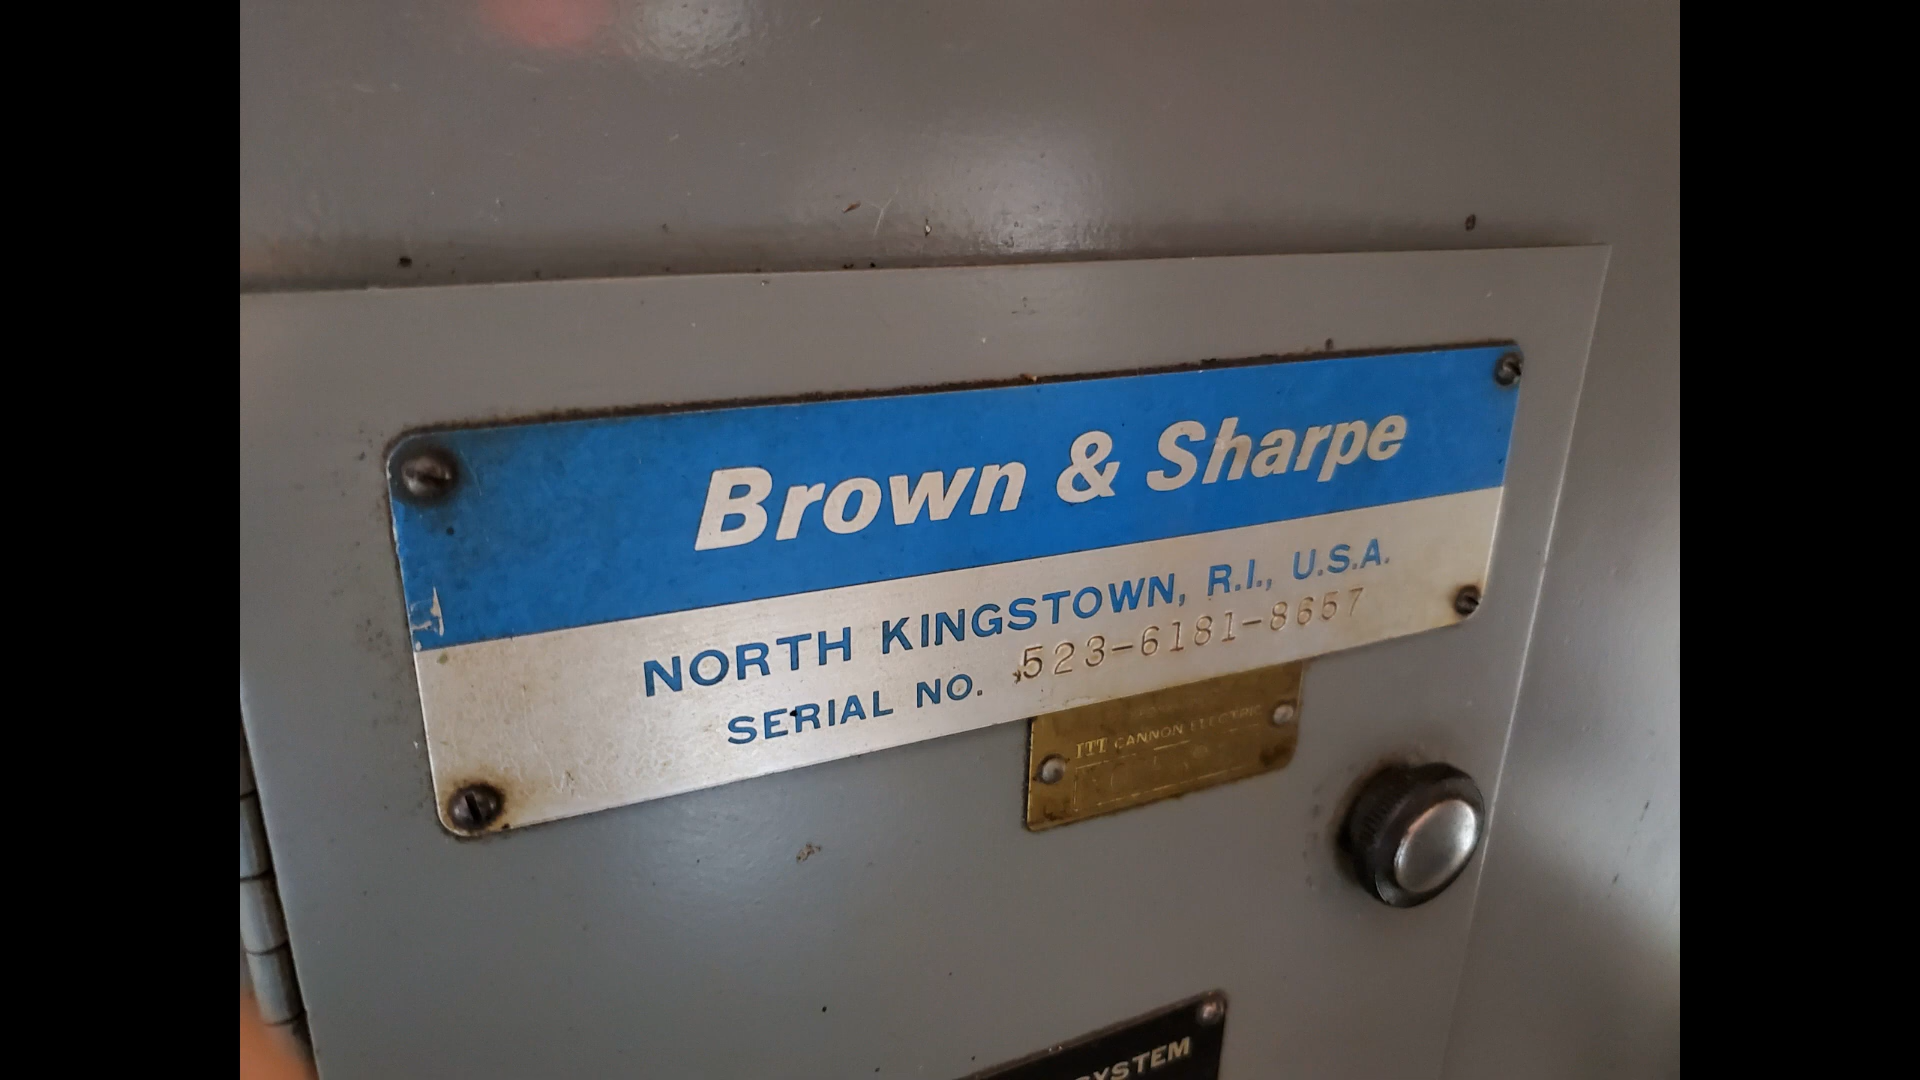 Brown & Sharpe
NORTH KINGSTOWN, R.I., U.S.A.
SERIAL NO. 523-6181-8657
ITT CANNON ELECTRIC
SYSTEM